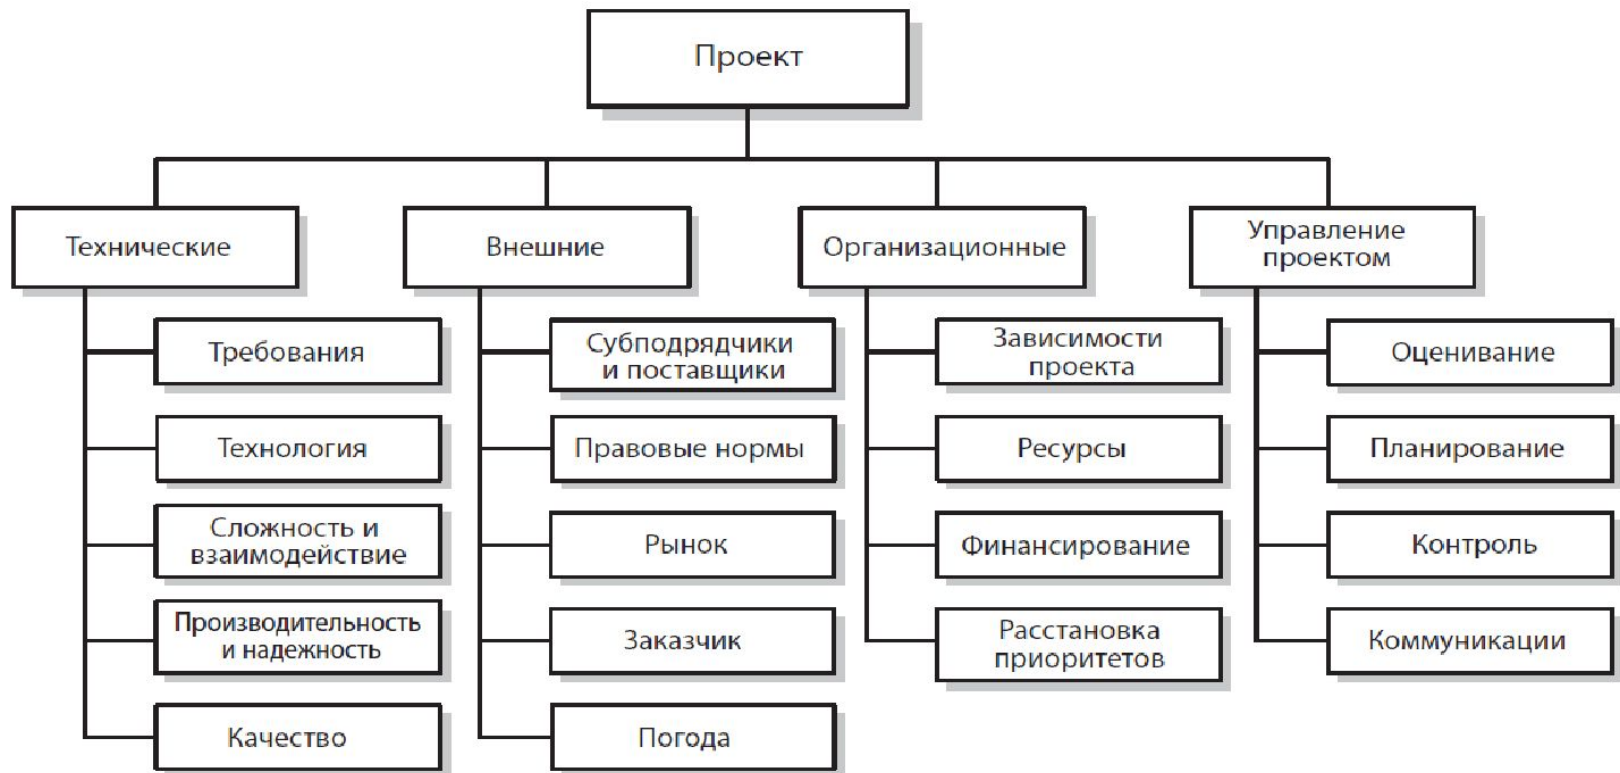 Проект
Технические
Внешние
Организационные
Управление
проектом
Требования
Субподрядчики
и поставщики
Зависимости
проекта
Оценивание
Технология
Правовые нормы
Ресурсы
Планирование
Сложность и
взаимодействие
Рынок
Финансирование
Контроль
Производительность
и надежность
Заказчик
Расстановка
приоритетов
Коммуникации
Качество
Погода